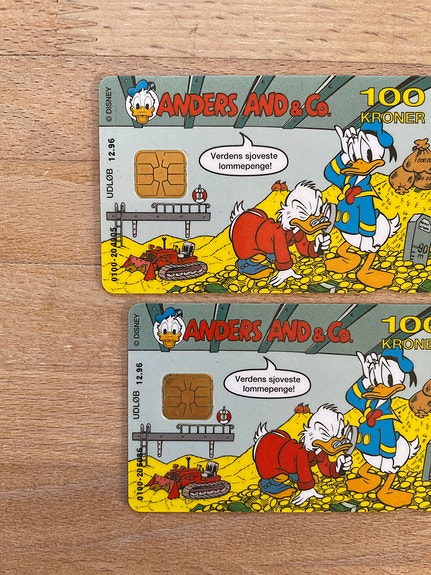 © DISNEY
ANDERS AND & Co.
100
KRONER
Verdens sjoveste
lommepenge!
UDLØB 12.96
© DISNEY
ANDERS AND & Co.
100
KRONER
Verdens sjoveste
lommepenge!
UDLØB 12.96